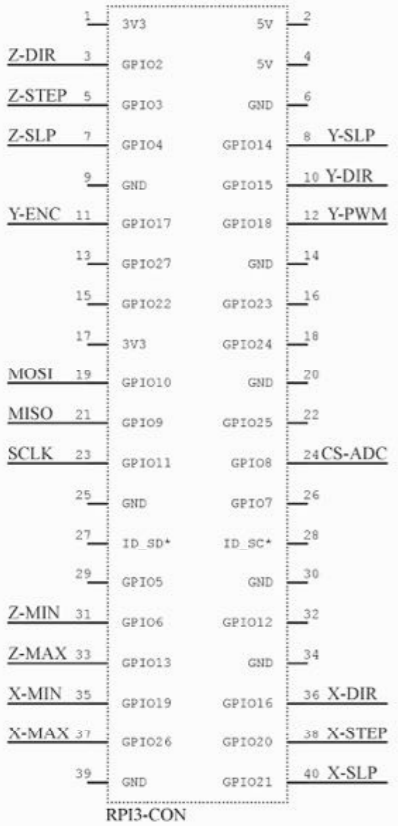 1 3V3 5V 2
Z-DIR 3 GPIO2 5V 4
Z-STEP 5 GPIO3 GND 6
Z-SLP 7 GPIO4 GPIO14 8 Y-SLP
9 GND GPIO15 10 Y-DIR
Y-ENC 11 GPIO17 GPIO18 12 Y-PWM
13 GPIO27 GND 14
15 GPIO22 GPIO23 16
17 3V3 GPIO24 18
MOSI 19 GPIO10 GND 20
MISO 21 GPIO9 GPIO25 22
SCLK 23 GPIO11 GPIO8 24 CS-ADC
25 GND GPIO7 26
27 ID_SD* ID_SC* 28
29 GPIO5 GND 30
Z-MIN 31 GPIO6 GPIO12 32
Z-MAX 33 GPIO13 GND 34
X-MIN 35 GPIO19 GPIO16 36 X-DIR
X-MAX 37 GPIO26 GPIO20 38 X-STEP
39 GND GPIO21 40 X-SLP
RPI3-CON